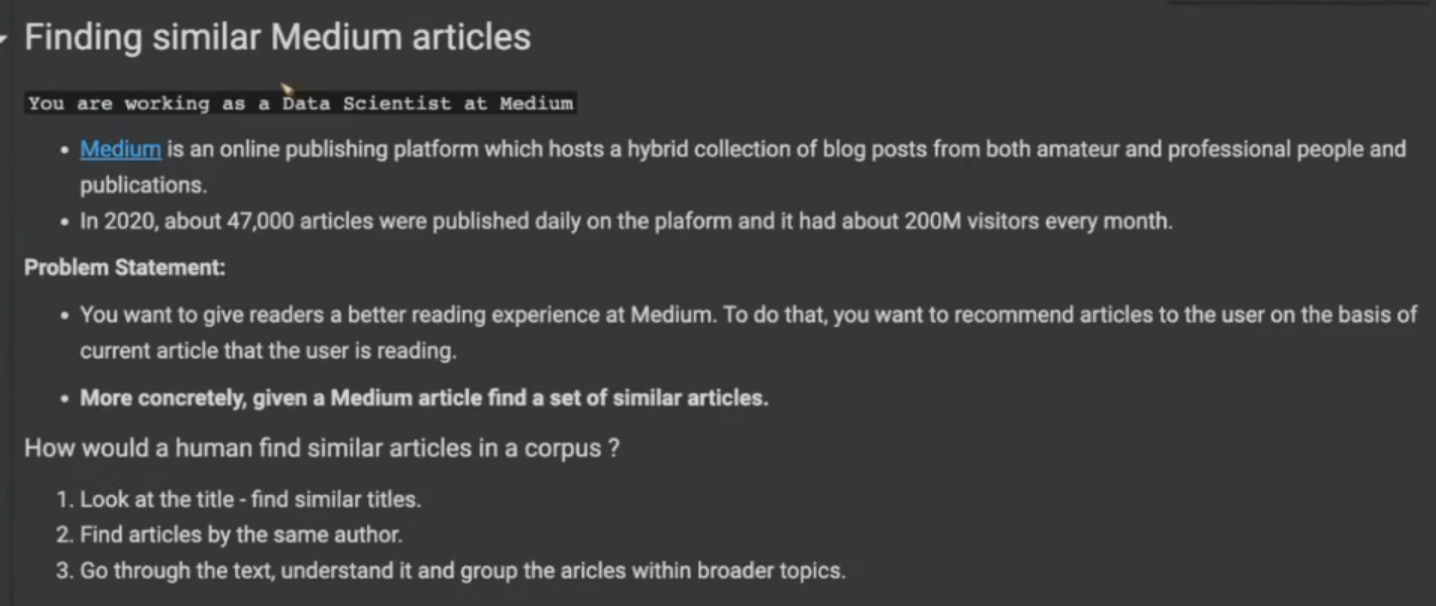 Finding similar Medium articles
You are working as a Data Scientist at Medium
• Medium is an online publishing platform which hosts a hybrid collection of blog posts from both amateur and professional people and
publications.
• In 2020, about 47,000 articles were published daily on the plaform and it had about 200M visitors every month.
Problem Statement:
• You want to give readers a better reading experience at Medium. To do that, you want to recommend articles to the user on the basis of
current article that the user is reading.
• More concretely, given a Medium article find a set of similar articles.
How would a human find similar articles in a corpus ?
1. Look at the title - find similar titles.
2. Find articles by the same author.
3. Go through the text, understand it and group the aricles within broader topics.